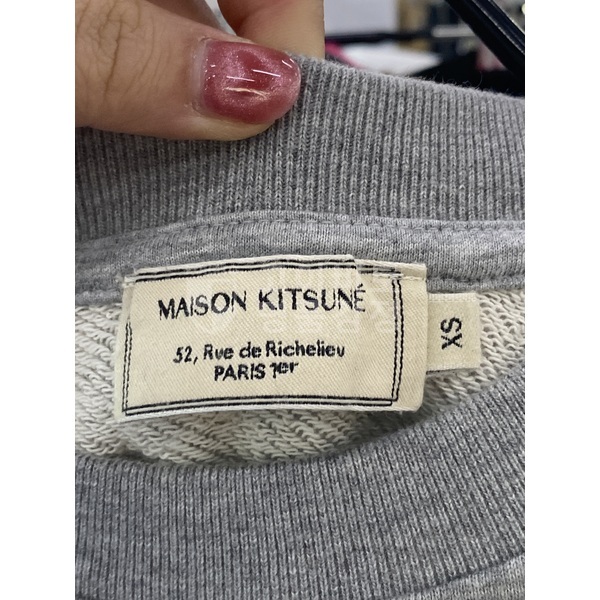 MAISON KITSUNÉ
52, Rue de Richelieu
PARIS 1er
XS